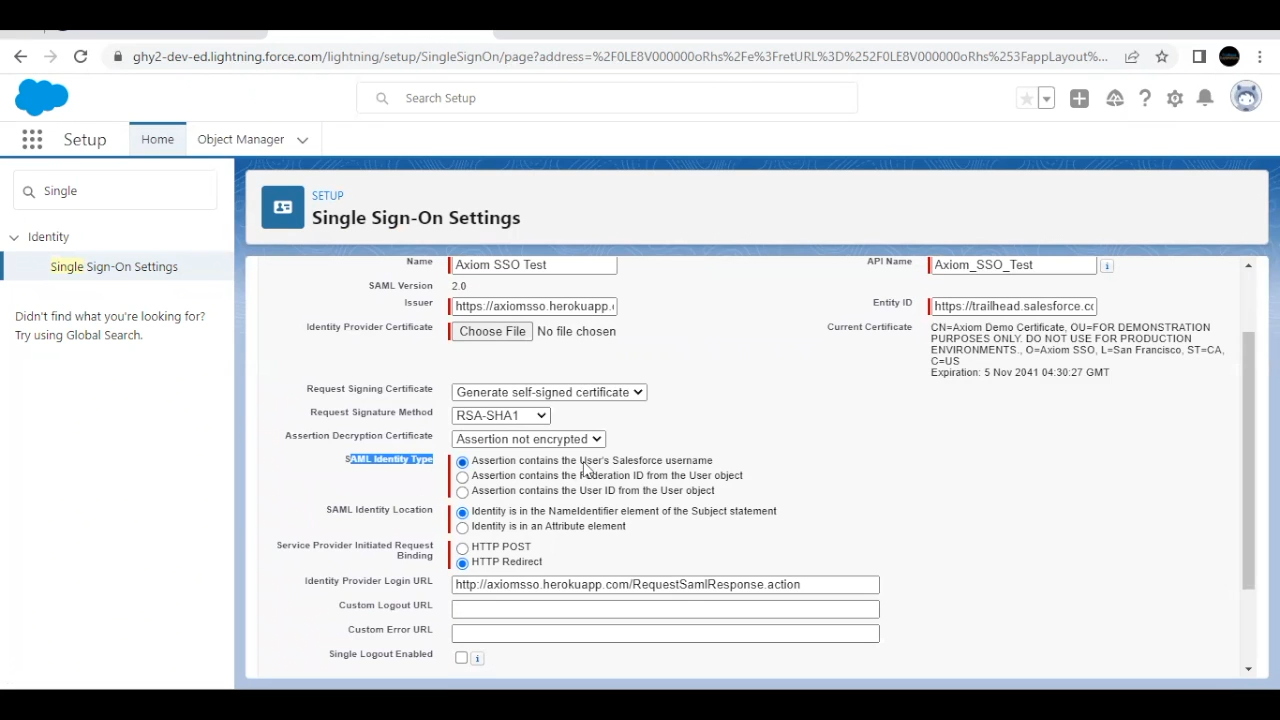 ghy2-dev-ed.lightning.force.com/lightning/setup/SingleSignOn/page?address=%2F0LE8V000000oRhs%2Fe%3FretURL%3D%252F0LE8V000000oRhs%253FappLayout%...
Search Setup
Setup
Home
Object Manager
Single
Identity
Single Sign-On Settings
Didn't find what you're looking for?
Try using Global Search.
SETUP
Single Sign-On Settings
Name Axiom SSO Test API Name Axiom_SSO_Test
SAML Version 2.0
Issuer https://axiomsso.herokuapp. Entity ID https://trailhead.salesforce.cc
Identity Provider Certificate Choose File No file chosen Current Certificate CN=Axiom Demo Certificate, OU=FOR DEMONSTRATION
PURPOSES ONLY. DO NOT USE FOR PRODUCTION
ENVIRONMENTS., O=Axiom SSO, L=San Francisco, ST=CA,
C=US
Expiration: 5 Nov 2041 04:30:27 GMT
Request Signing Certificate Generate self-signed certificate
Request Signature Method RSA-SHA1
Assertion Decryption Certificate Assertion not encrypted
SAML Identity Type Assertion contains the User's Salesforce username
Assertion contains the Federation ID from the User object
Assertion contains the User ID from the User object
SAML Identity Location Identity is in the NameIdentifier element of the Subject statement
Identity is in an Attribute element
Service Provider Initiated Request Binding HTTP POST
HTTP Redirect
Identity Provider Login URL http://axiomsso.herokuapp.com/RequestSamlResponse.action
Custom Logout URL
Custom Error URL
Single Logout Enabled